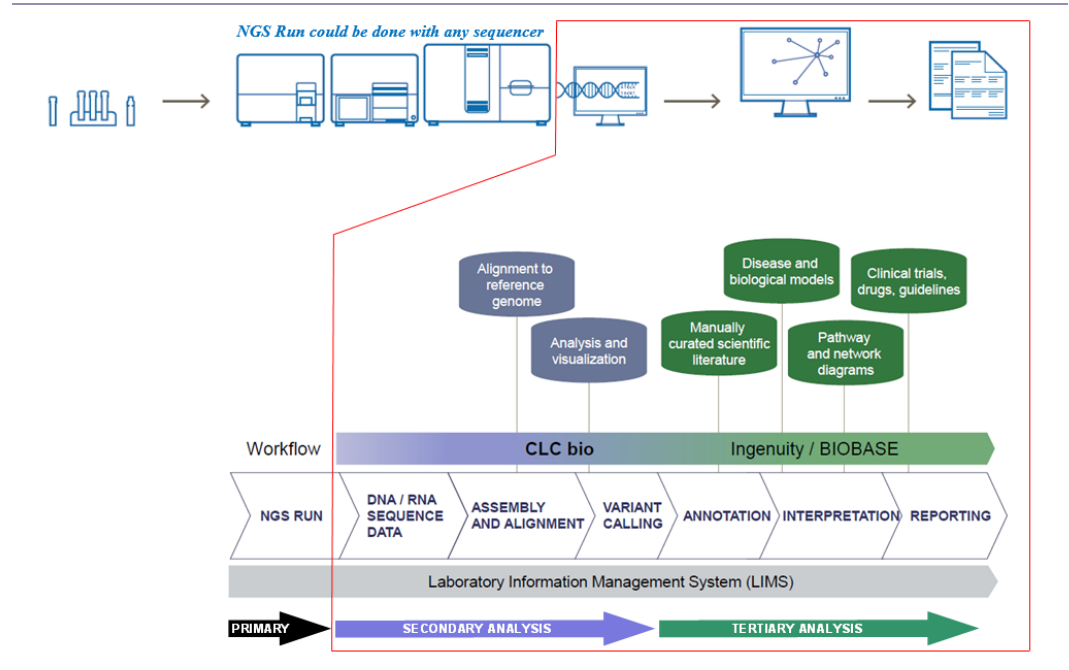 NGS Run could be done with any sequencer
Alignment to
reference
genome
Analysis and
visualization
Manually
curated scientific
literature
Disease and
biological models
Pathway
and network
diagrams
Clinical trials,
drugs, guidelines
Workflow
CLC bio
Ingenuity / BIOBASE
NGS RUN
DNA / RNA
SEQUENCE
DATA
ASSEMBLY
AND ALIGNMENT
VARIANT
CALLING
ANNOTATION
INTERPRETATION
REPORTING
Laboratory Information Management System (LIMS)
PRIMARY
SECONDARY ANALYSIS
TERTIARY ANALYSIS